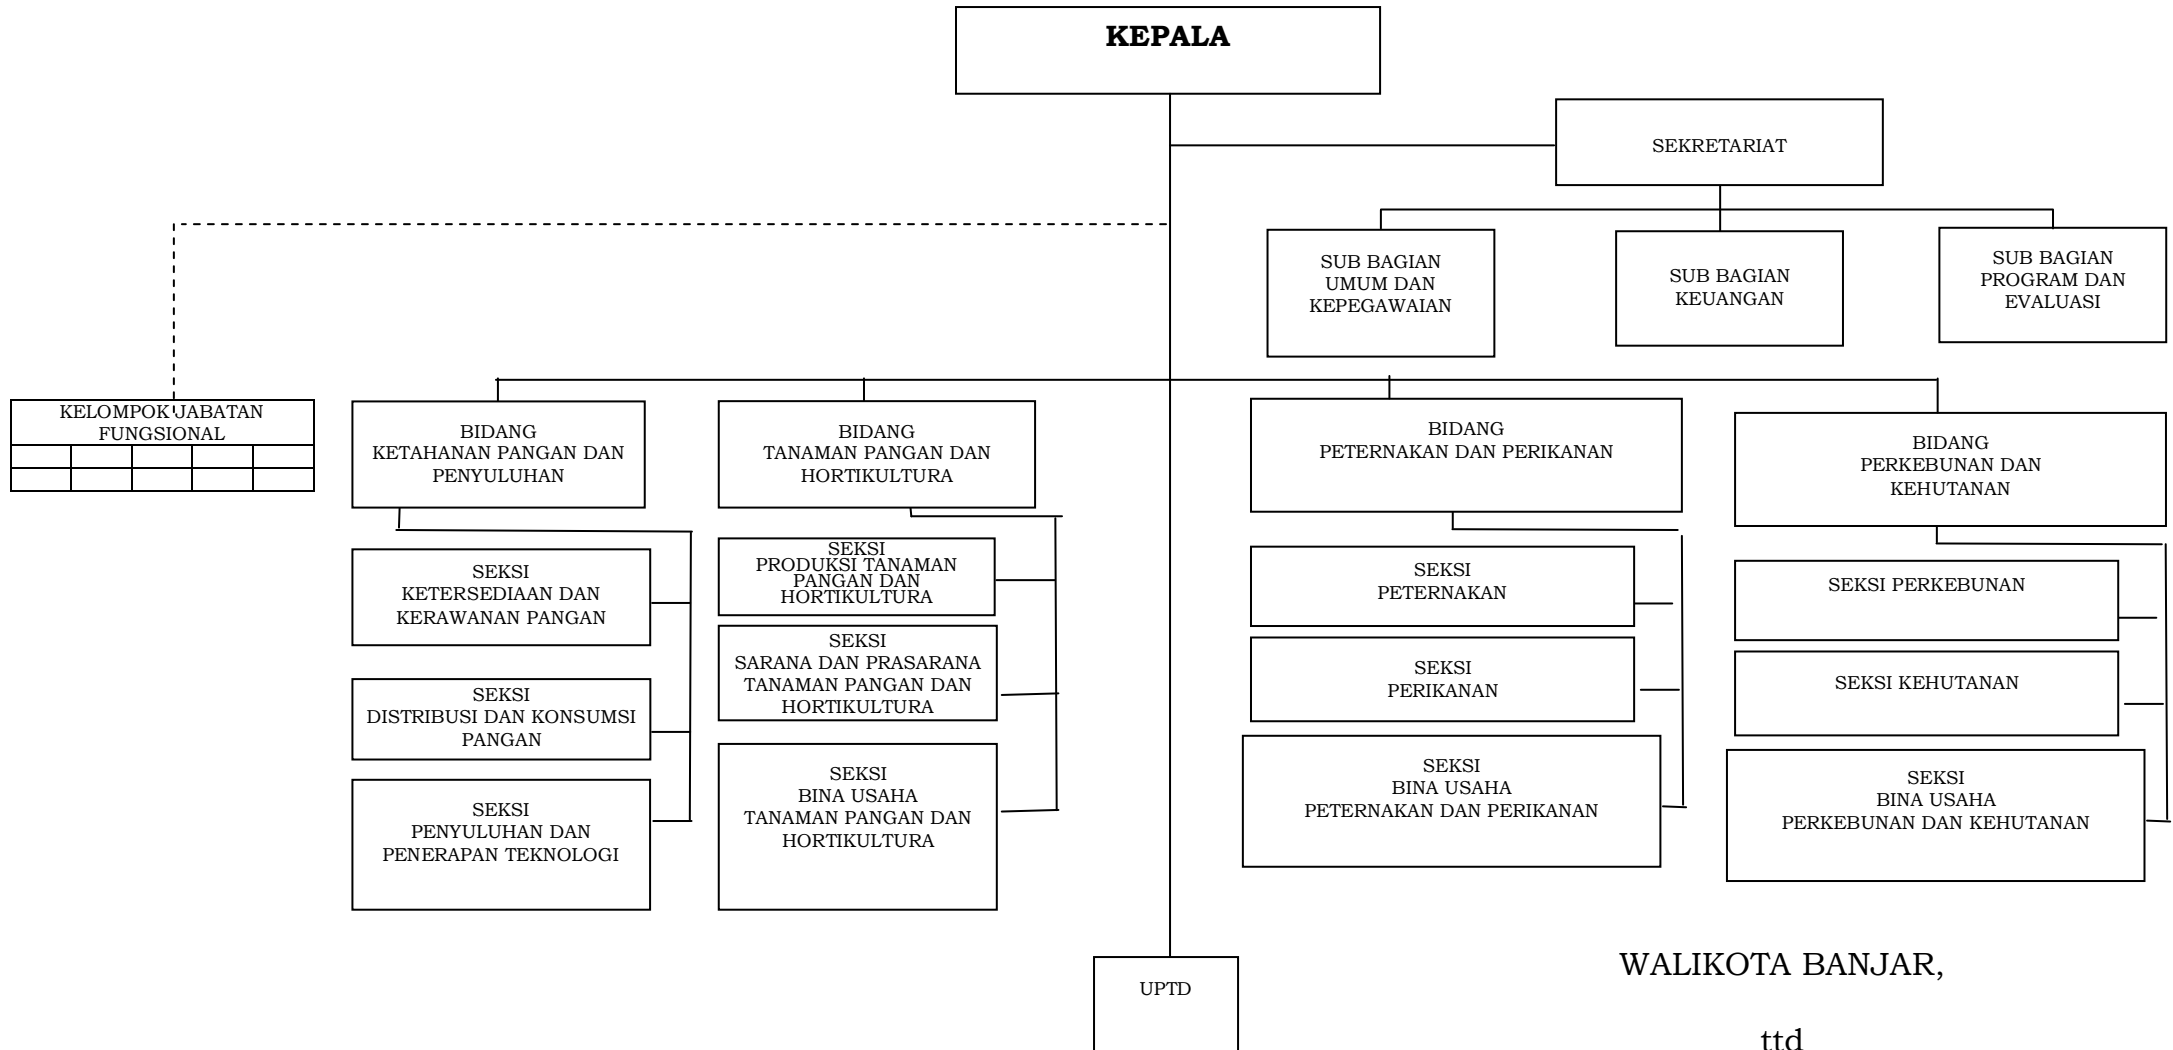 KEPALA
SEKRETARIAT
SUB BAGIAN
UMUM DAN
KEPEGAWAIAN
SUB BAGIAN
KEUANGAN
SUB BAGIAN
PROGRAM DAN
EVALUASI
KELOMPOK JABATAN
FUNGSIONAL
BIDANG
KETAHANAN PANGAN DAN
PENYULUHAN
BIDANG
TANAMAN PANGAN DAN
HORTIKULTURA
BIDANG
PETERNAKAN DAN PERIKANAN
BIDANG
PERKEBUNAN DAN
KEHUTANAN
SEKSI
KETERSEDIAAN DAN
KERAWANAN PANGAN
SEKSI
DISTRIBUSI DAN KONSUMSI
PANGAN
SEKSI
PENYULUHAN DAN
PENERAPAN TEKNOLOGI
SEKSI
PRODUKSI TANAMAN
PANGAN DAN
HORTIKULTURA
SEKSI
SARANA DAN PRASARANA
TANAMAN PANGAN DAN
HORTIKULTURA
SEKSI
BINA USAHA
TANAMAN PANGAN DAN
HORTIKULTURA
SEKSI
PETERNAKAN
SEKSI
PERIKANAN
SEKSI
BINA USAHA
PETERNAKAN DAN PERIKANAN
SEKSI PERKEBUNAN
SEKSI KEHUTANAN
SEKSI
BINA USAHA
PERKEBUNAN DAN KEHUTANAN
UPTD
WALIKOTA BANJAR,
ttd